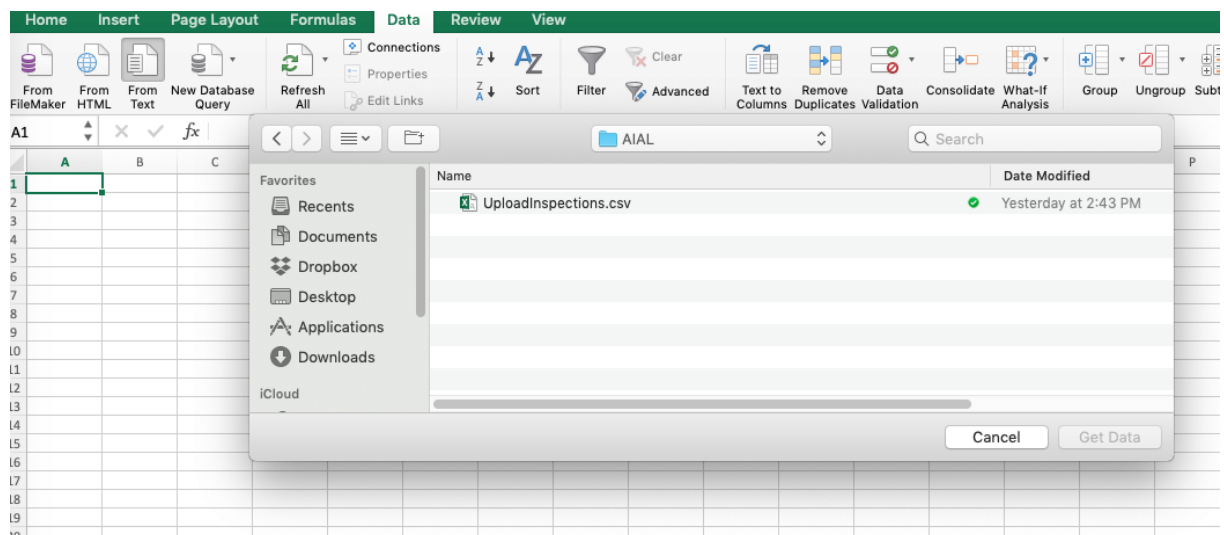 Home Insert Page Layout Formulas Data Review View
From FileMaker
From HTML
From Text
New Database Query
Refresh All
Connections
Properties
Edit Links
A Z
Z A
AZ
Sort
Filter
Clear
Advanced
Text to Columns
Remove Duplicates
Data Validation
Consolidate
What-If Analysis
Group
Ungroup
A1 fx
AIAL
Search
A B C P
Favorites
Recents
Documents
Dropbox
Desktop
Applications
Downloads
iCloud
Name Date Modified
UploadInspections.csv Yesterday at 2:43 PM
Cancel Get Data
1
2
3
4
5
6
7
8
9
10
11
12
13
14
15
16
17
18
19